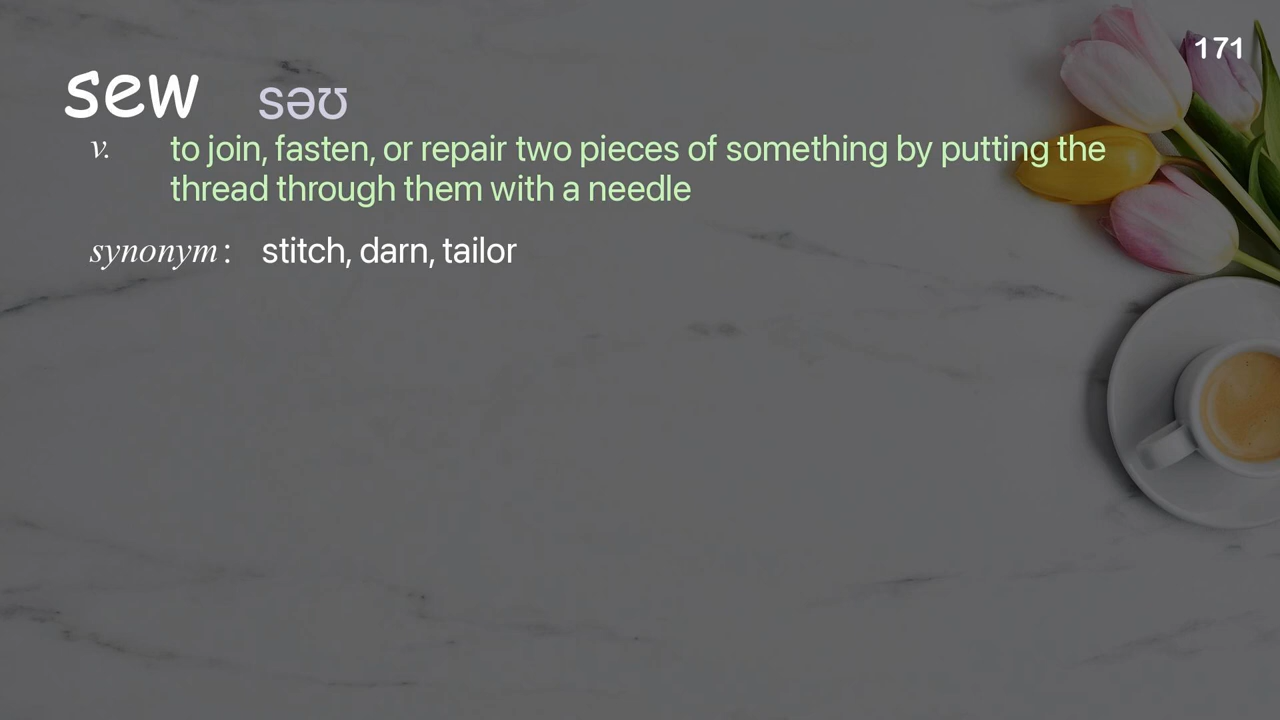 171
sew səʊ
v. to join, fasten, or repair two pieces of something by putting the
thread through them with a needle
synonym: stitch, darn, tailor